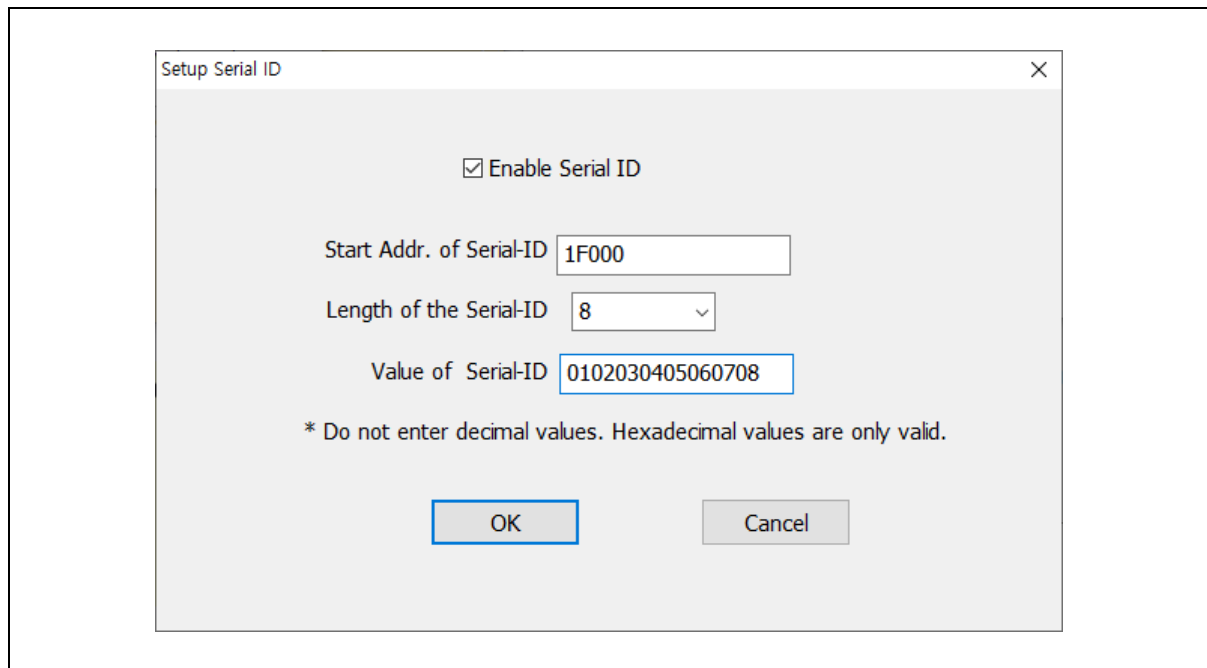 Setup Serial ID
Enable Serial ID
Start Addr. of Serial-ID 1F000
Length of the Serial-ID 8
Value of Serial-ID 0102030405060708
* Do not enter decimal values. Hexadecimal values are only valid.
OK Cancel